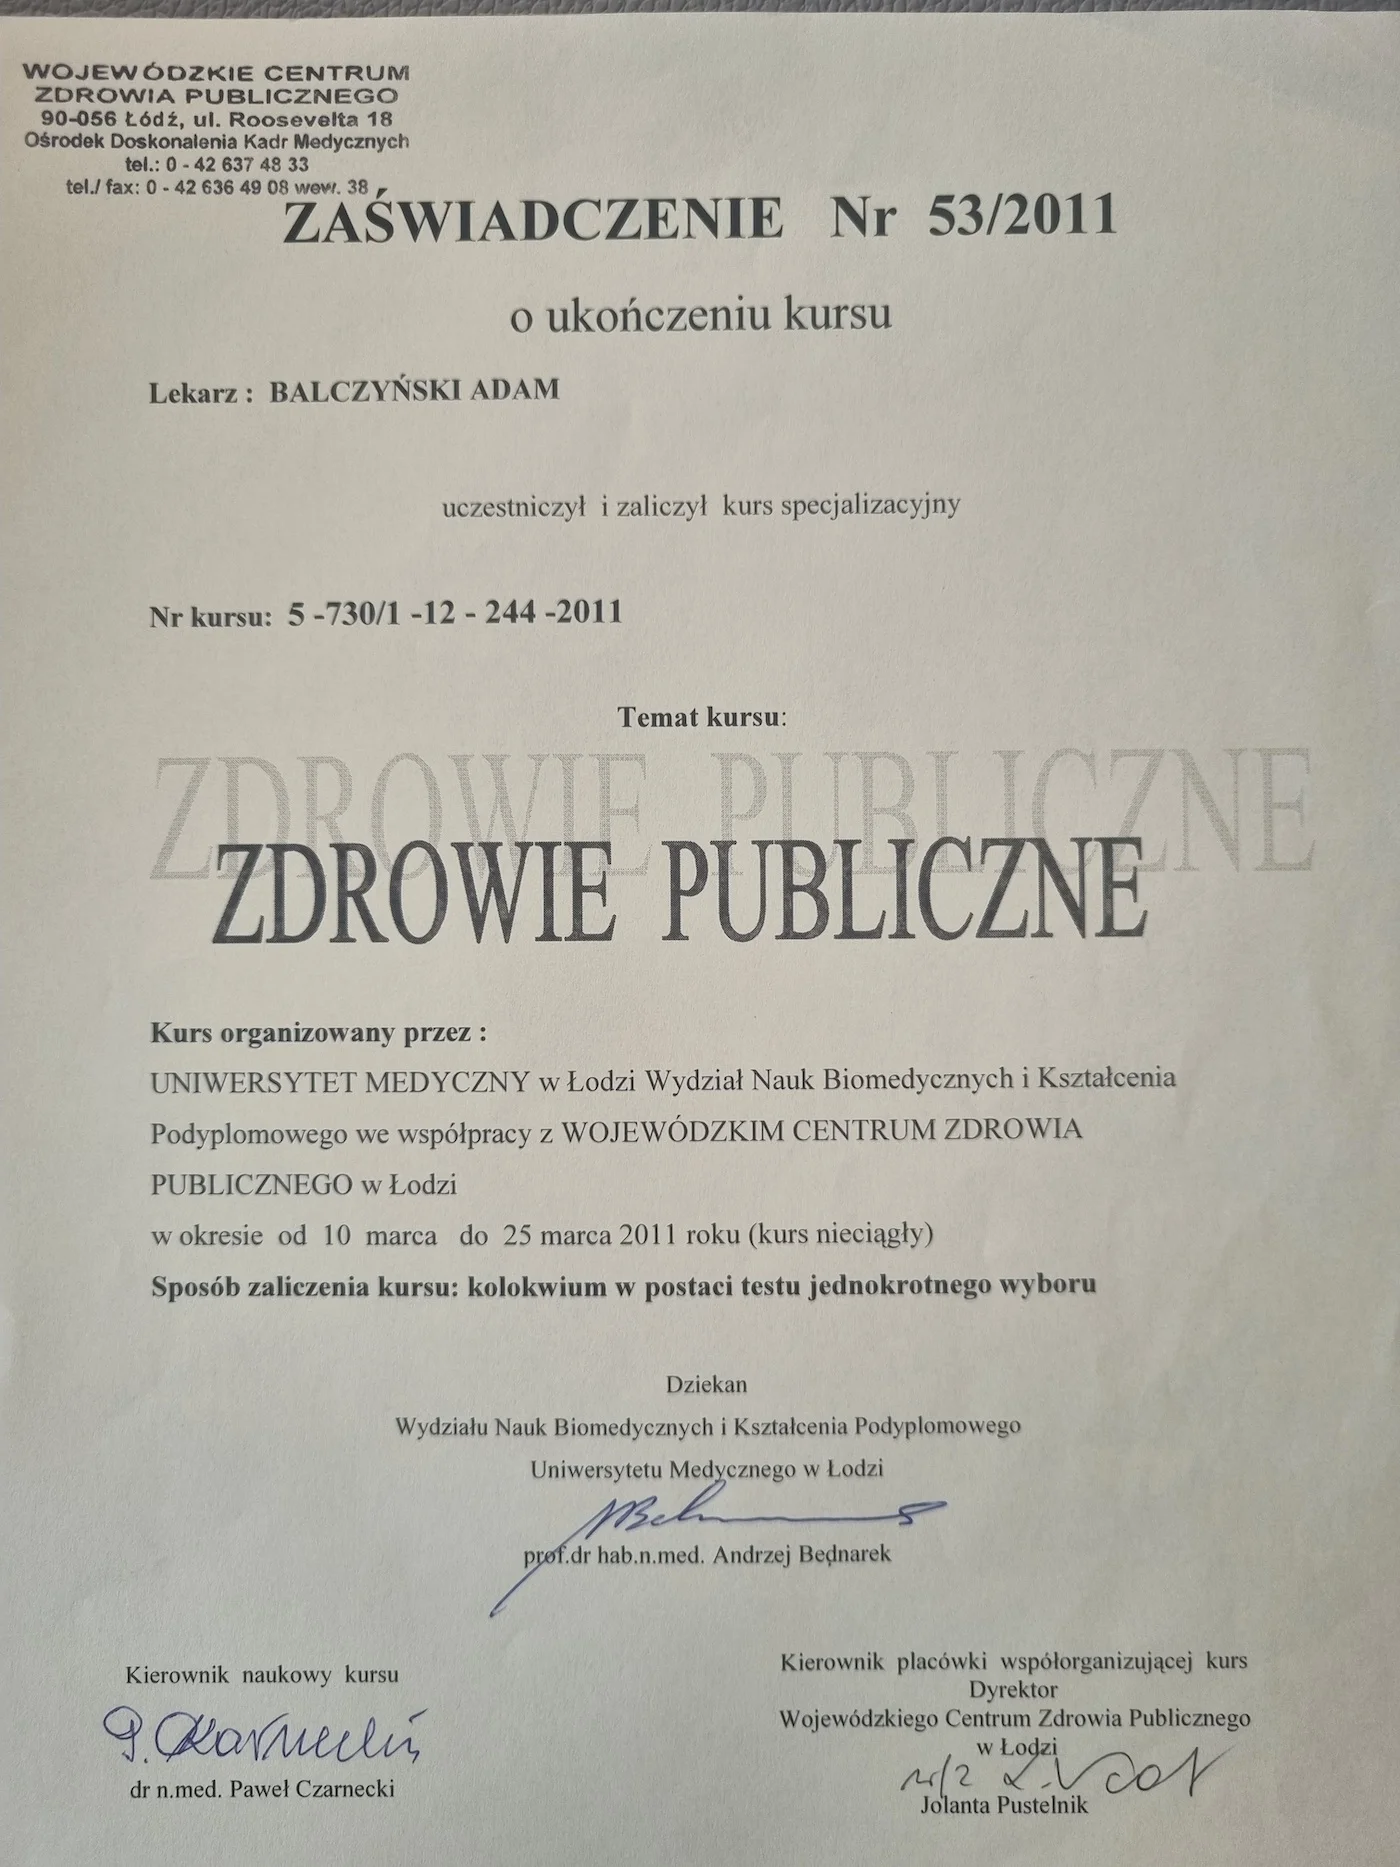 WOJEWÓDZKIE CENTRUM
ZDROWIA PUBLICZNEGO
90-056 Łódź, ul. Roosevelta 18
Ośrodek Doskonalenia Kadr Medycznych
tel.: 0 - 42 637 48 33
tel./ fax: 0 - 42 636 49 08 wew. 38
ZAŚWIADCZENIE Nr 53/2011
o ukończeniu kursu
Lekarz : BALCZYŃSKI ADAM
uczestniczył i zaliczył kurs specjalizacyjny
Nr kursu: 5 -730/1 -12 - 244 -2011
Temat kursu:
ZDROWIE PUBLICZNE
ZDROWIE PUBLICZNE
Kurs organizowany przez :
UNIWERSYTET MEDYCZNY w Łodzi Wydział Nauk Biomedycznych i Kształcenia
Podyplomowego we współpracy z WOJEWÓDZKIM CENTRUM ZDROWIA
PUBLICZNEGO w Łodzi
w okresie od 10 marca do 25 marca 2011 roku (kurs nieciągły)
Sposób zaliczenia kursu: kolokwium w postaci testu jednokrotnego wyboru
Dziekan
Wydziału Nauk Biomedycznych i Kształcenia Podyplomowego
Uniwersytetu Medycznego w Łodzi
prof.dr hab.n.med. Andrzej Bednarek
Kierownik naukowy kursu
P. Czarnecki
dr n.med. Paweł Czarnecki
Kierownik placówki współorganizującej kurs
Dyrektor
Wojewódzkiego Centrum Zdrowia Publicznego
w Łodzi
Jolanta Pustelnik